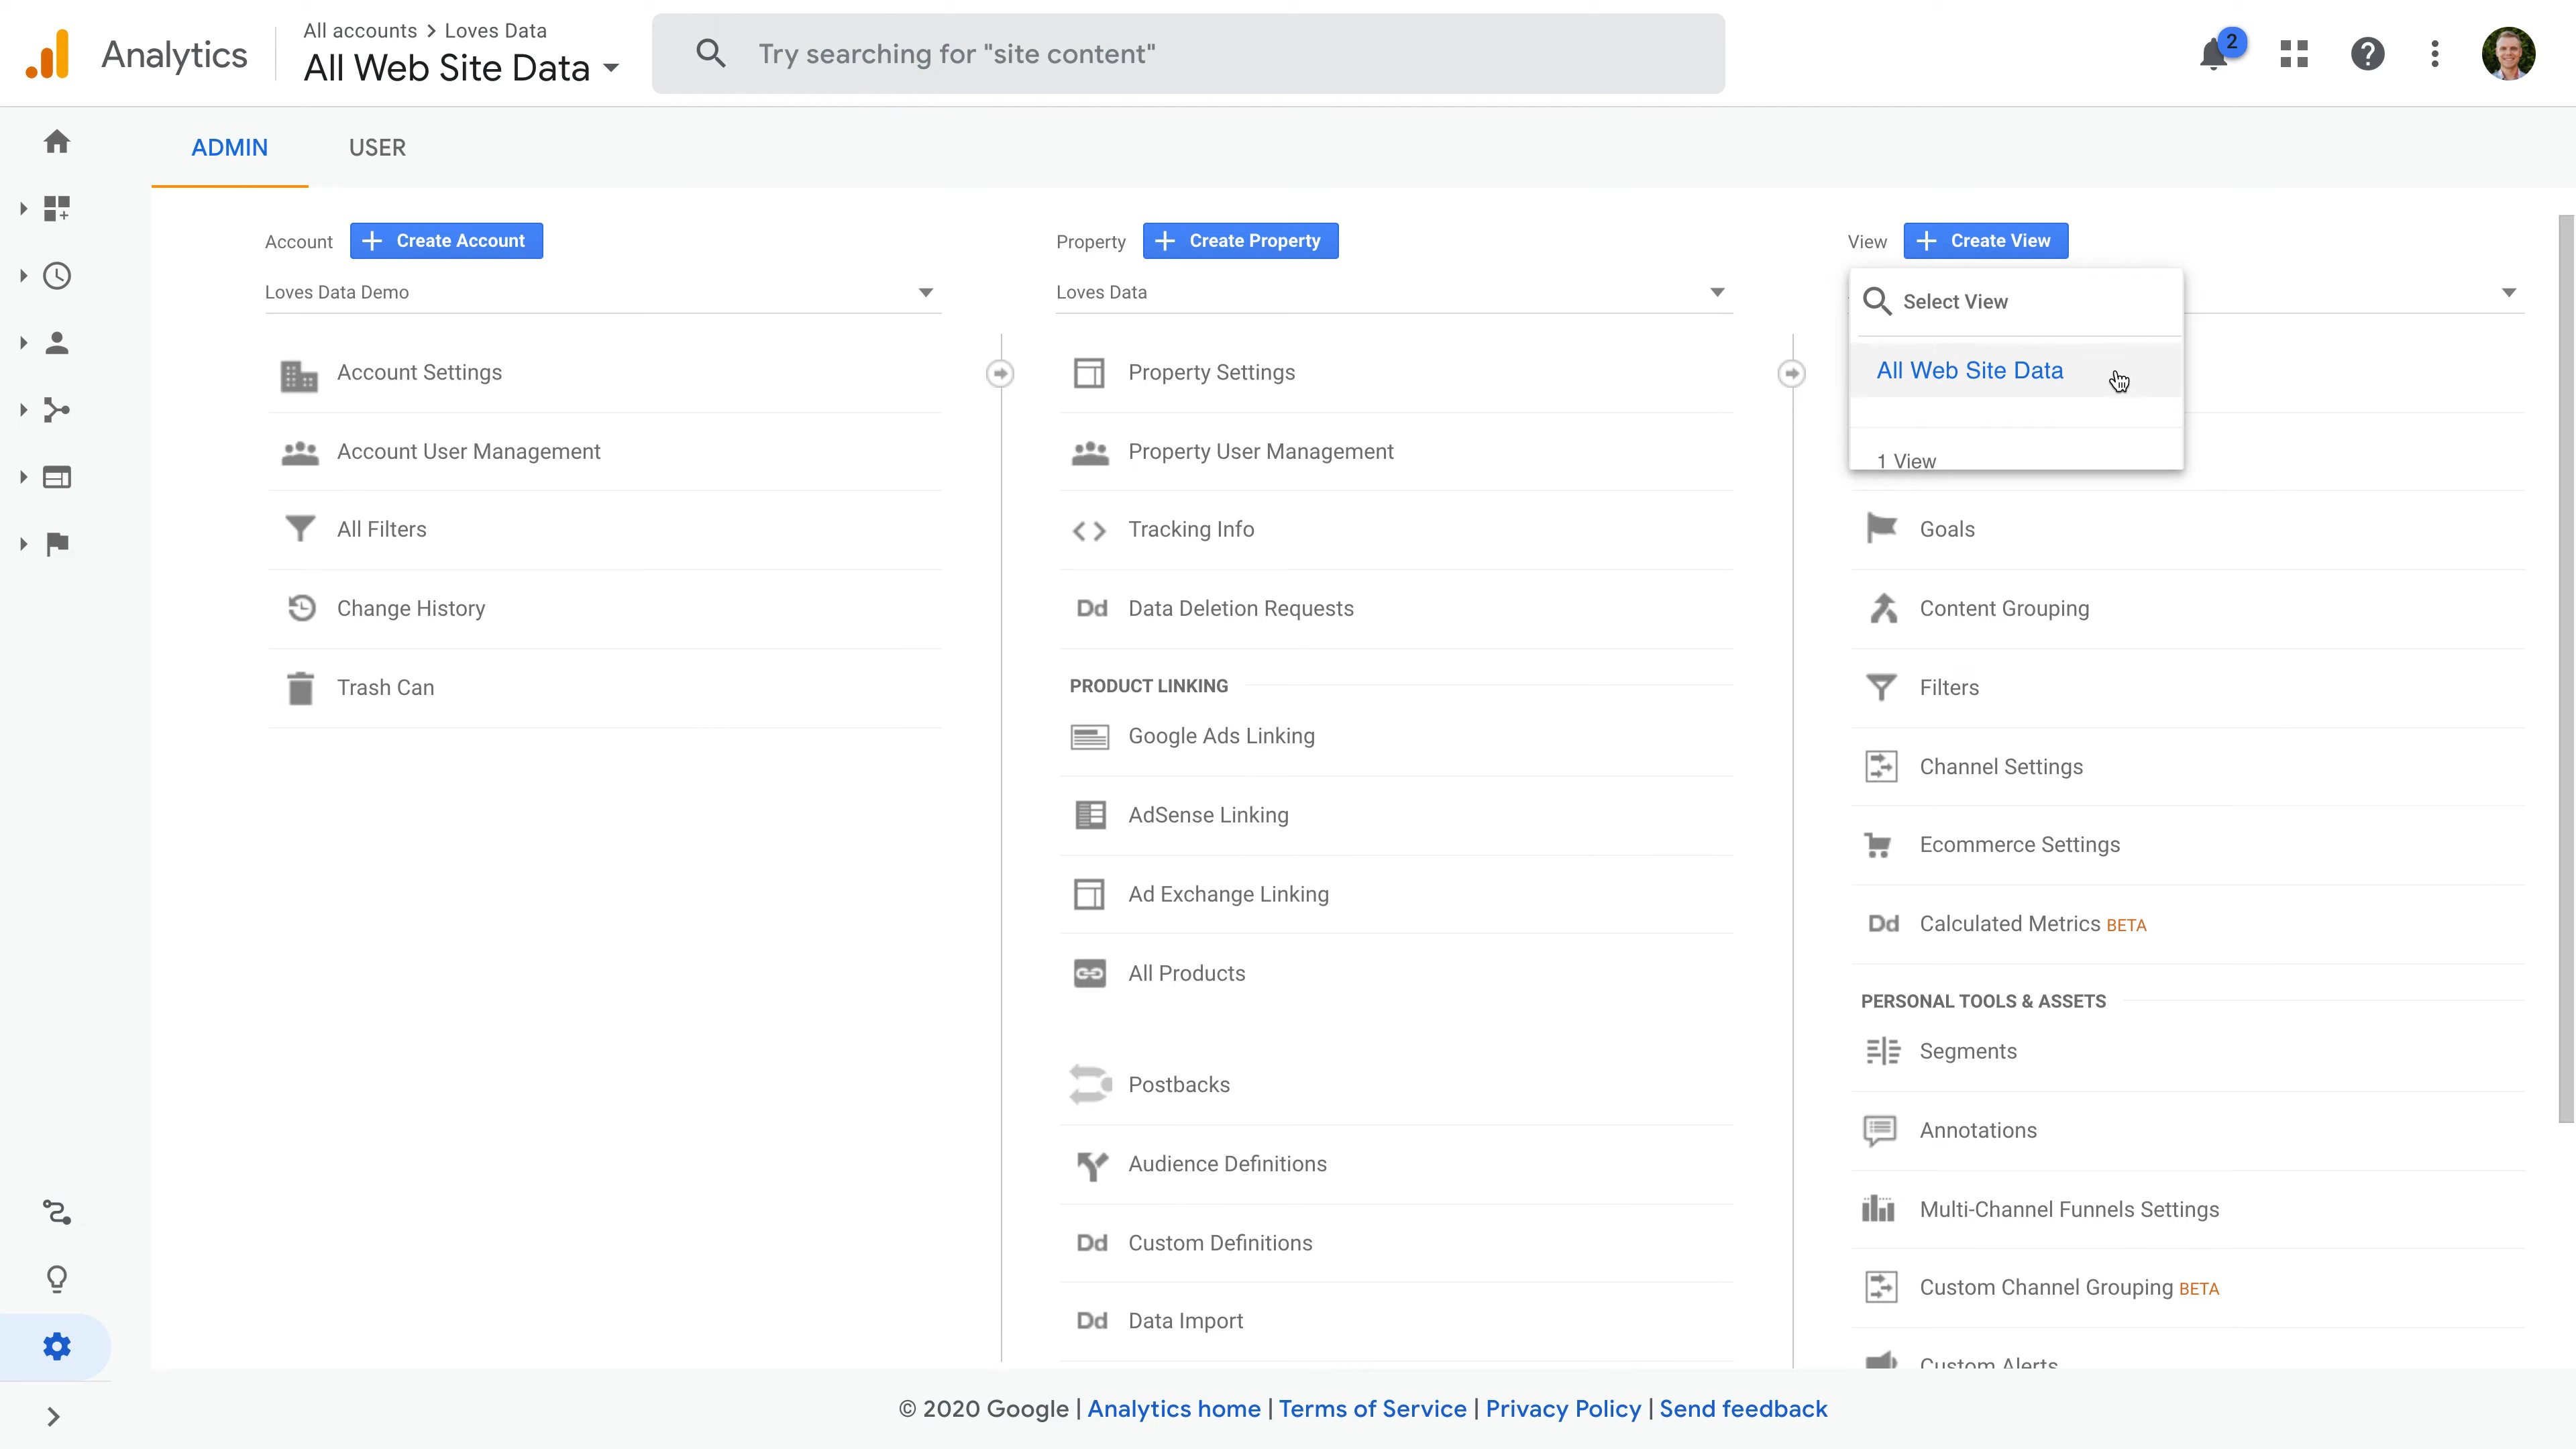 Analytics
All accounts > Loves Data
All Web Site Data
Try searching for "site content"
2
ADMIN
USER
Account
Create Account
Loves Data Demo
Account Settings
Account User Management
All Filters
Change History
Trash Can
Property
Create Property
Loves Data
Property Settings
Property User Management
Tracking Info
Dd Data Deletion Requests
PRODUCT LINKING
Google Ads Linking
AdSense Linking
Ad Exchange Linking
All Products
Postbacks
Audience Definitions
Dd Custom Definitions
Dd Data Import
View
Create View
Select View
All Web Site Data
1 View
Goals
Content Grouping
Filters
Channel Settings
Ecommerce Settings
Dd Calculated Metrics BETA
PERSONAL TOOLS & ASSETS
Segments
Annotations
Multi-Channel Funnels Settings
Custom Channel Grouping BETA
Custom Alerts
© 2020 Google | Analytics home | Terms of Service | Privacy Policy | Send feedback